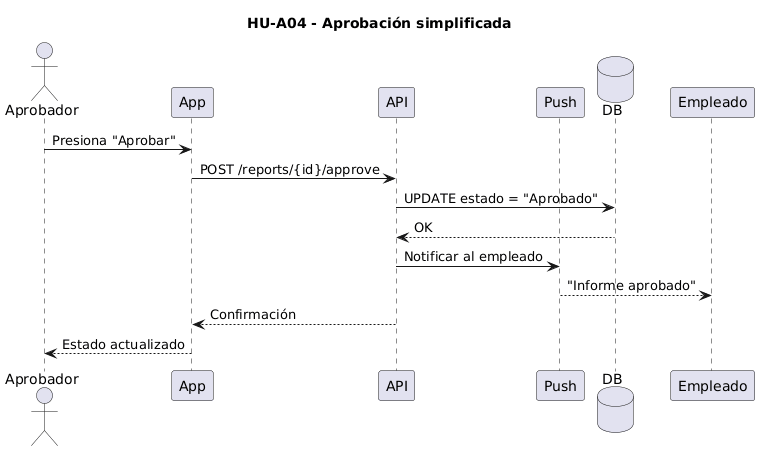 HU-A04 - Aprobación simplificada
Aprobador
App
API
Push
DB
Empleado
Presiona "Aprobar"
POST /reports/{id}/approve
UPDATE estado = "Aprobado"
OK
Notificar al empleado
"Informe aprobado"
Confirmación
Estado actualizado
Aprobador
App
API
Push
DB
Empleado